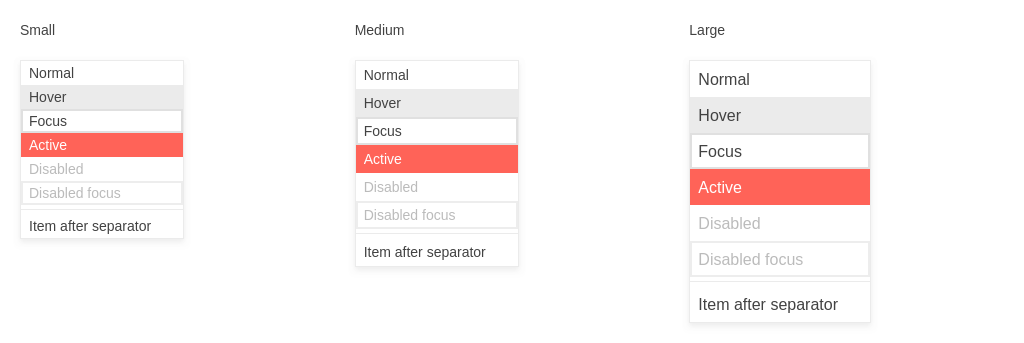 Small
Normal
Hover
Focus
Active
Disabled
Disabled focus
Item after separator
Medium
Normal
Hover
Focus
Active
Disabled
Disabled focus
Item after separator
Large
Normal
Hover
Focus
Active
Disabled
Disabled focus
Item after separator